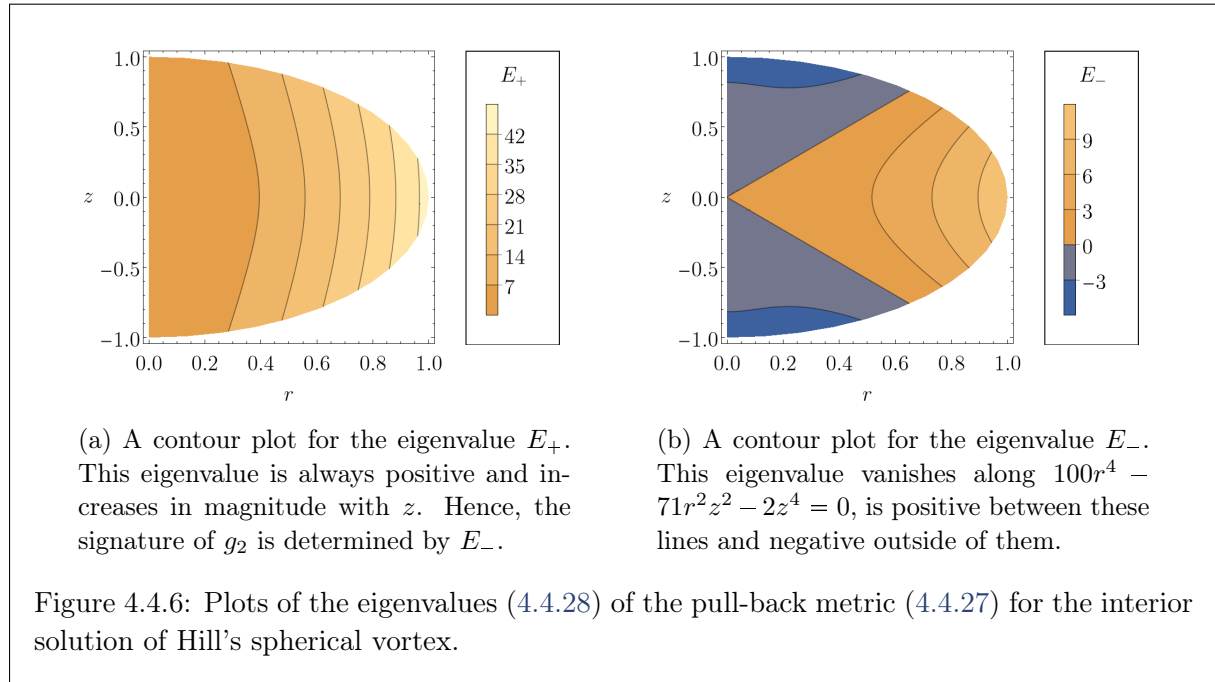 1.0
0.5
0.0
−0.5
−1.0
z
0.0 0.2 0.4 0.6 0.8 1.0
r
E₊
42
35
28
21
14
7
1.0
0.5
0.0
−0.5
−1.0
z
0.0 0.2 0.4 0.6 0.8 1.0
r
E₋
9
6
3
0
−3
(a) A contour plot for the eigenvalue E₊.
This eigenvalue is always positive and in-
creases in magnitude with z. Hence, the
signature of g₂ is determined by E₋.
(b) A contour plot for the eigenvalue E₋.
This eigenvalue vanishes along 100r⁴ −
71r²z² − 2z⁴ = 0, is positive between these
lines and negative outside of them.
Figure 4.4.6: Plots of the eigenvalues (4.4.28) of the pull-back metric (4.4.27) for the interior
solution of Hill's spherical vortex.